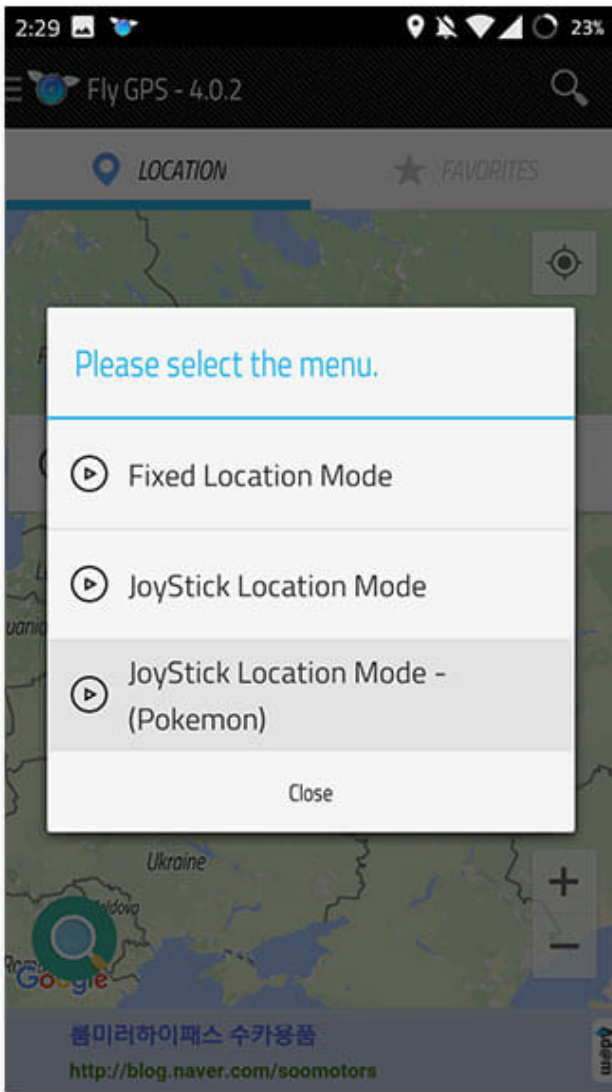 2:29
23%
Fly GPS - 4.0.2
LOCATION
FAVORITES
Please select the menu.
Fixed Location Mode
JoyStick Location Mode
JoyStick Location Mode -
(Pokemon)
Close
Ukraine
Google
룸미러하이패스 수카용품
http://blog.naver.com/soomotors